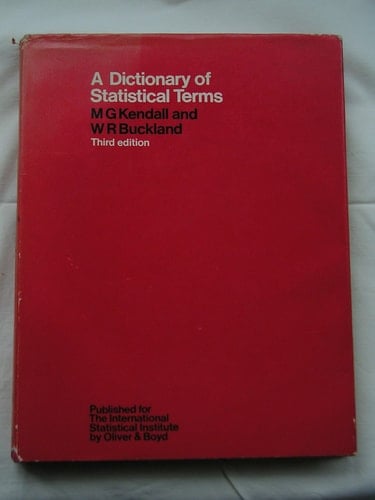 A Dictionary of
Statistical Terms
M G Kendall and
W R Buckland
Third edition
Published for
The International
Statistical Institute
by Oliver & Boyd